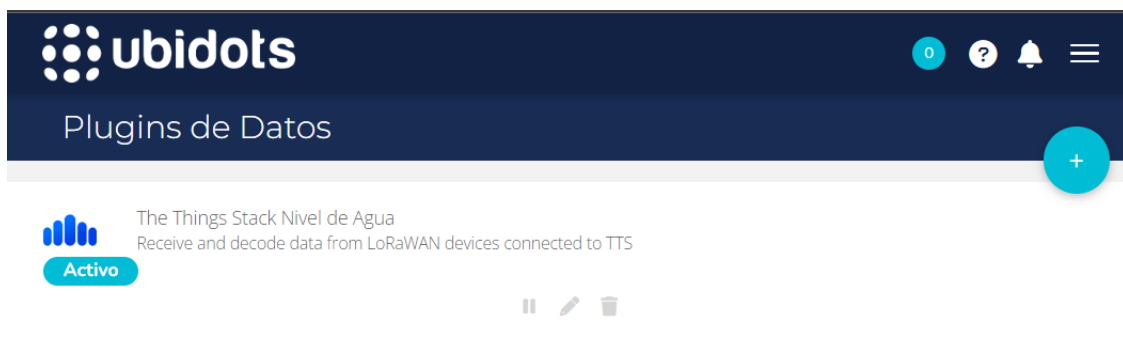 ubidots
0 ?
Plugins de Datos
+
The Things Stack Nivel de Agua
Receive and decode data from LoRaWAN devices connected to TTS
Activo